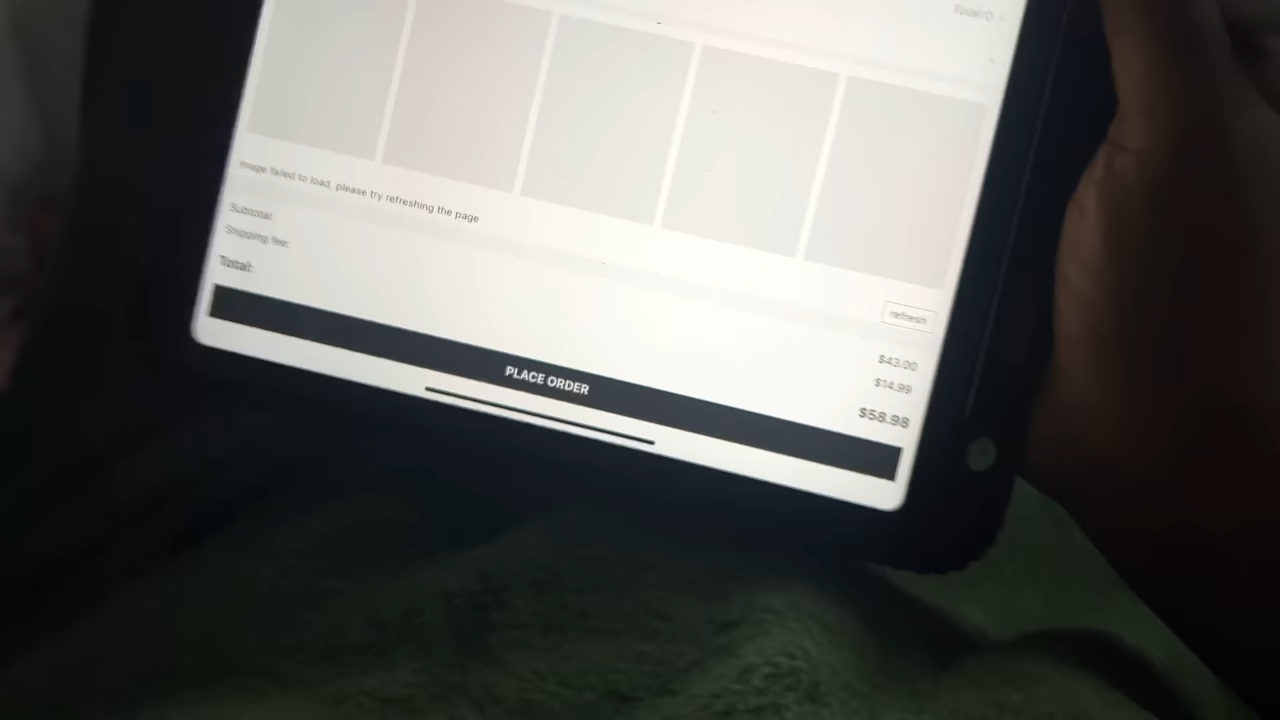 Total:0
Image failed to load, please try refreshing the page
refresh
Subtotal: $43.00
Shipping fee: $14.99
Total: $58.98
PLACE ORDER